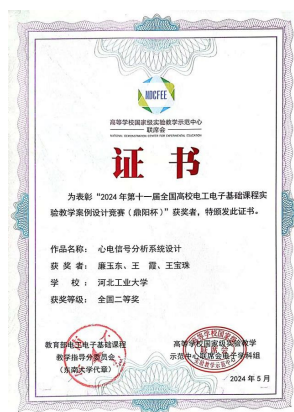 MDCFEE
高等学校国家级实验教学示范中心
联席会
NATIONAL DEMONSTRATION CENTER FOR EXPERIMENTAL EDUCATION
证书
为表彰“2024年第十一届全国高校电工电子基础课程实
验教学案例设计竞赛（鼎阳杯）”获奖者，特颁发此证书。
作品名称：心电信号分析系统设计
获 奖 者：廉玉东、王 霞、王宝珠
学 校：河北工业大学
获奖等级：全国二等奖
教育部电工电子基础课程
教学指导分委员会
（东南大学代章）
高等学校国家级实验教学
示范中心联席会电子学科组
2024年5月